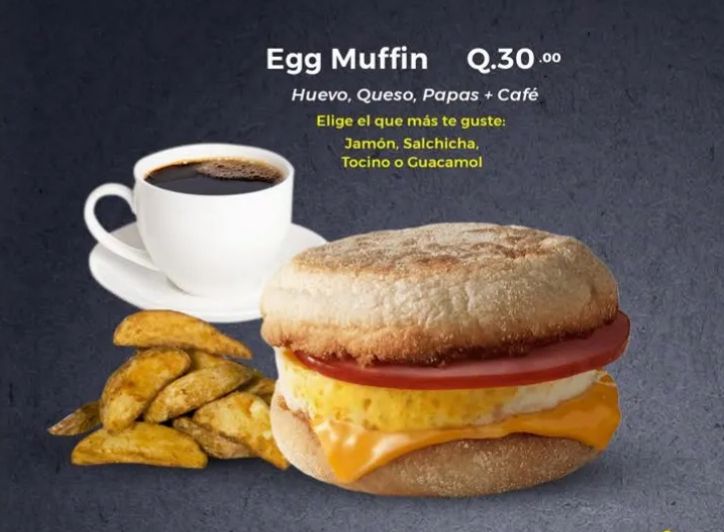 Egg Muffin Q.30.00
Huevo, Queso, Papas + Café
Elige el que más te guste:
Jamón, Salchicha,
Tocino o Guacamol